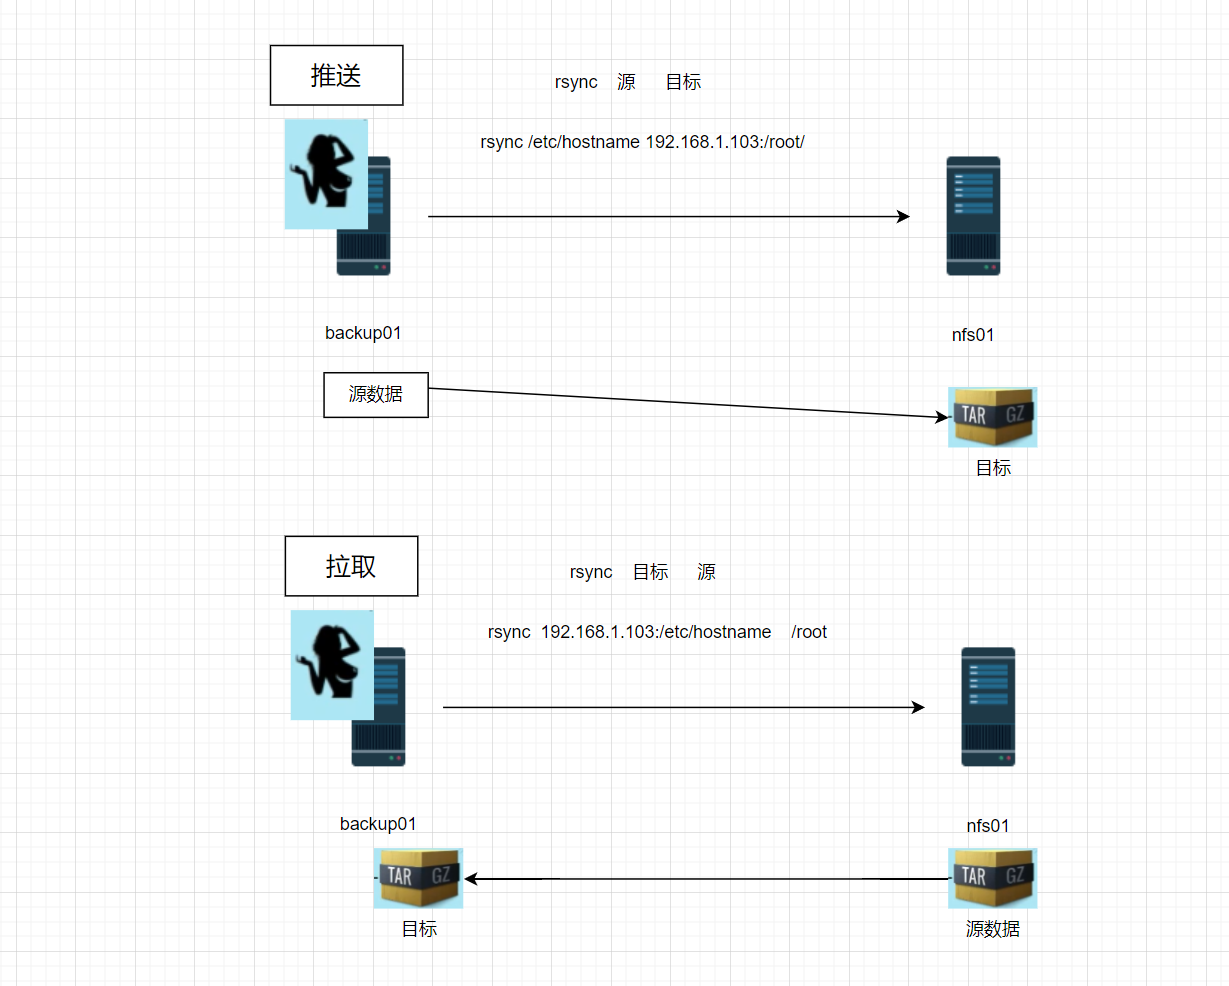 推送
rsync 源 目标
rsync /etc/hostname 192.168.1.103:/root/
backup01
nfs01
源数据
TAR GZ
目标
拉取
rsync 目标 源
rsync 192.168.1.103:/etc/hostname /root
backup01
nfs01
TAR GZ
TAR GZ
目标
源数据